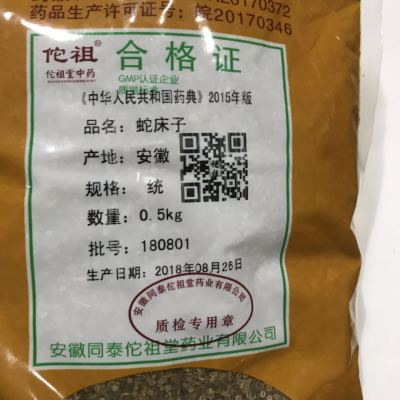 20170372
药品生产许可证号：皖20170346
佗祖®
佗祖堂中药
合格证
GMP认证企业
质量标准
《中华人民共和国药典》2015年版
品名：蛇床子
产地：安徽
规格：统
数量：0.5kg
批号：180801
生产日期：2018年08月26日
安徽同泰佗祖堂药业有限公司
质检专用章
安徽同泰佗祖堂药业有限公司